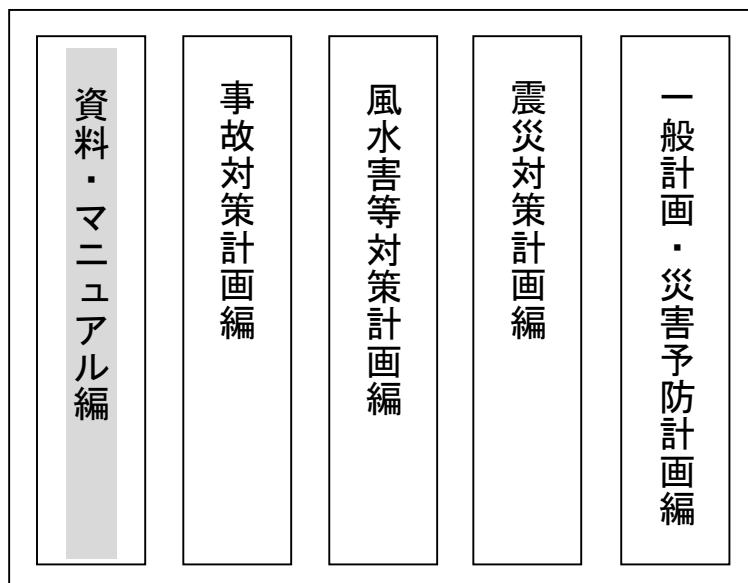 一般計画・災害予防計画編
震災対策計画編
風水害等対策計画編
事故対策計画編
資料・マニュアル編